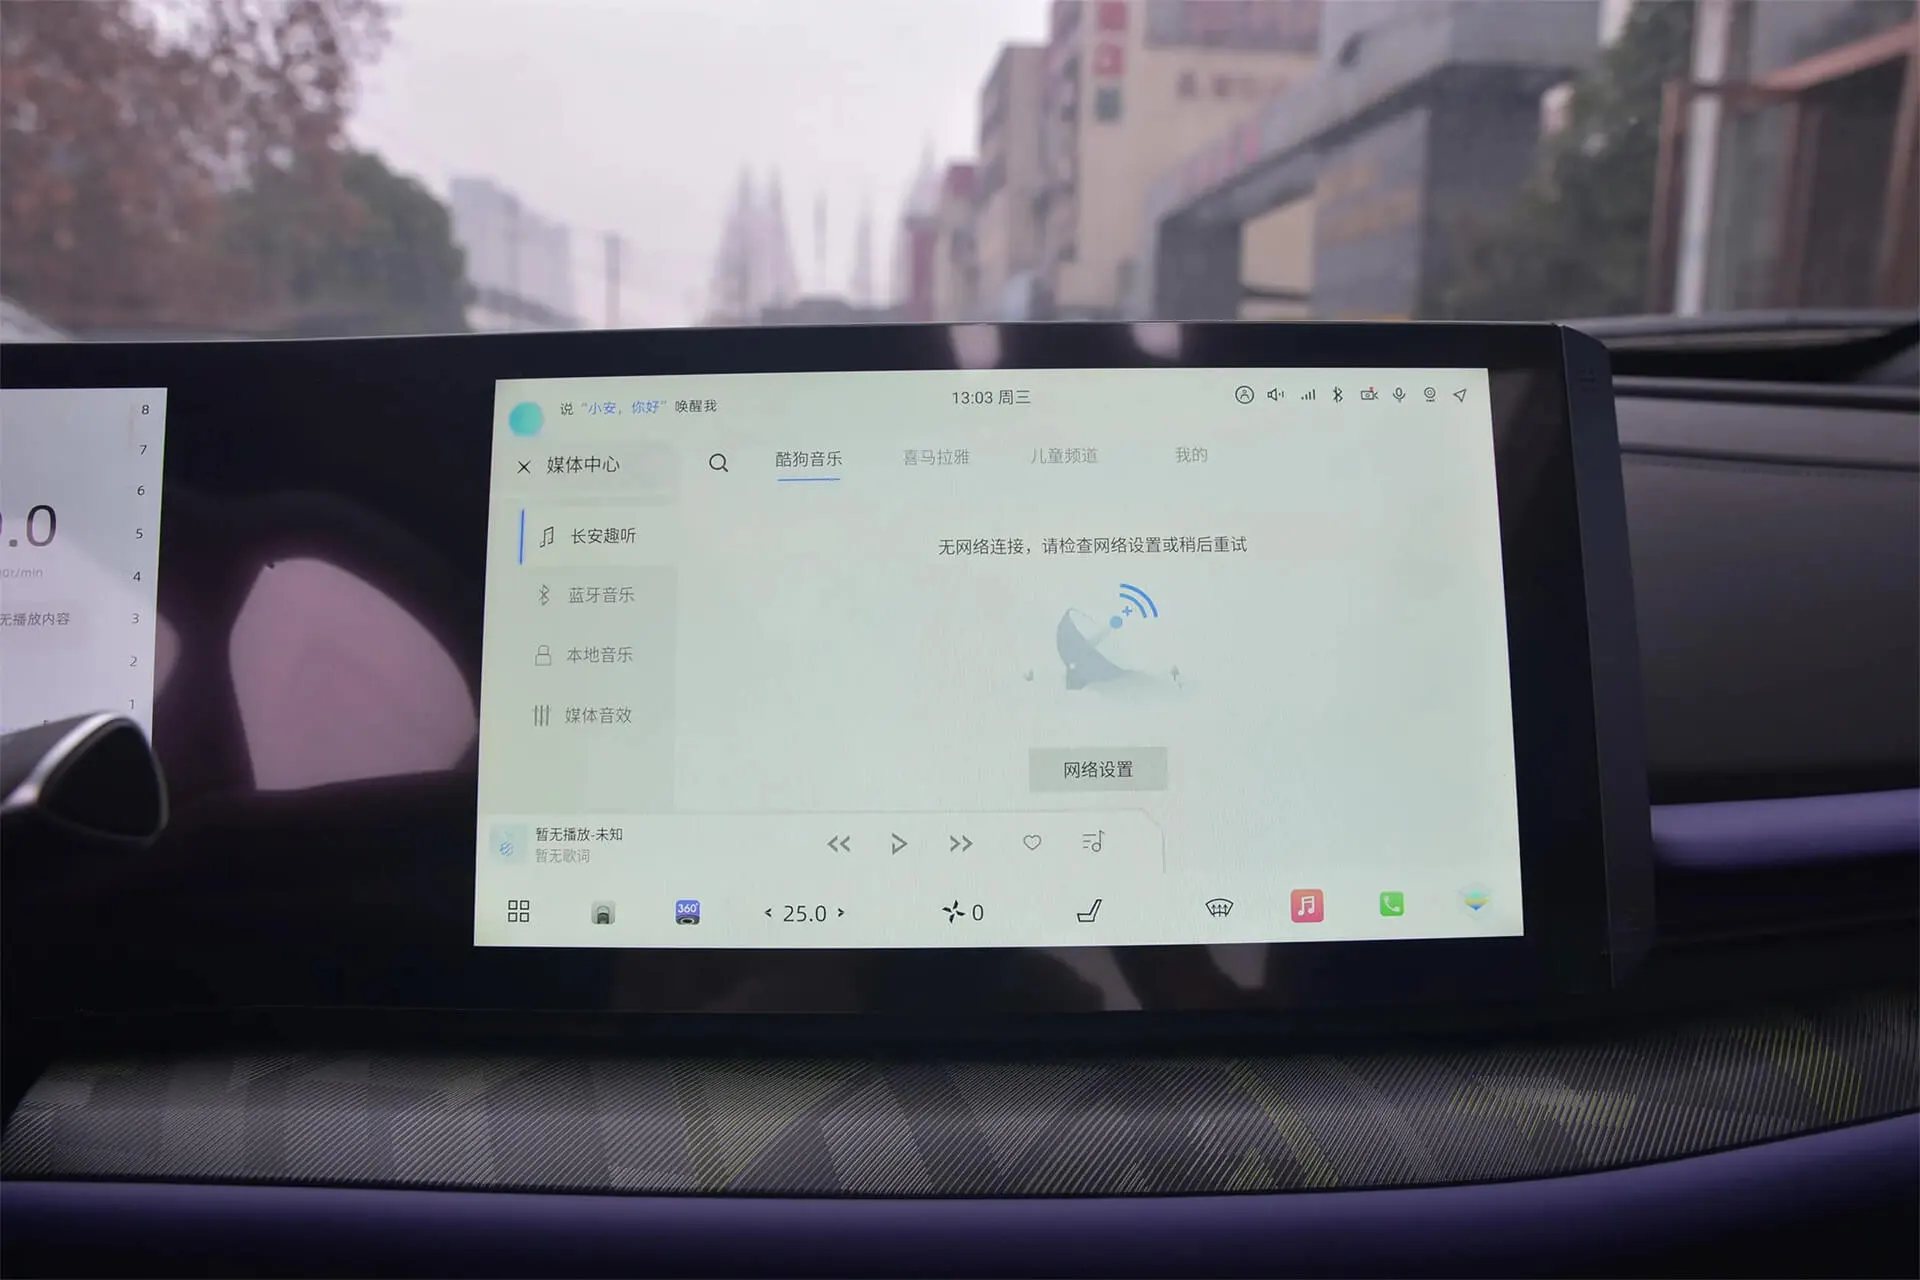 8
7
6
5
4
3
2
1
.0
r/min
无播放内容
说“小安，你好”唤醒我
13:03 周三
媒体中心
酷狗音乐
喜马拉雅
儿童频道
我的
长安趣听
蓝牙音乐
本地音乐
媒体音效
无网络连接，请检查网络设置或稍后重试
网络设置
暂无播放-未知
暂无歌词
360°
< 25.0 >
0